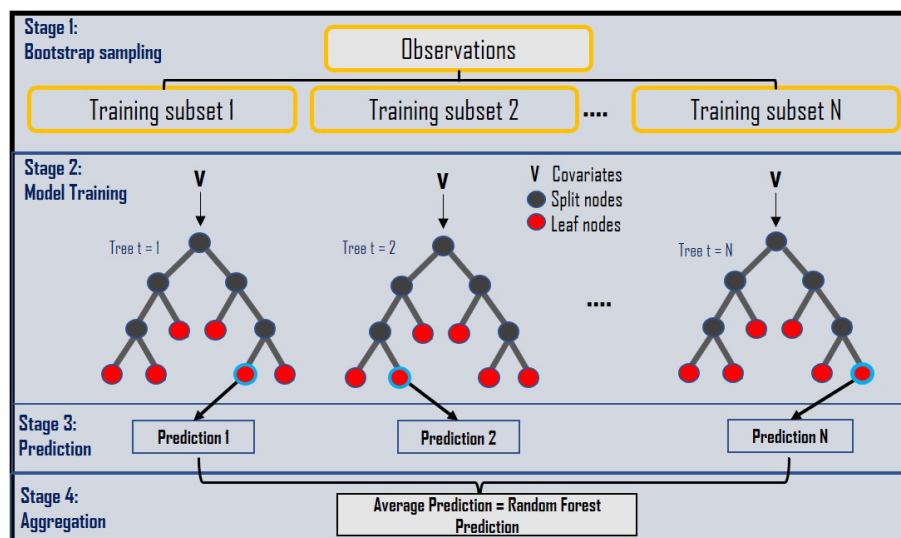 Stage 1:
Bootstrap sampling
Observations
Training subset 1
Training subset 2
....
Training subset N
Stage 2:
Model Training
V
V
V
V Covariates
Split nodes
Leaf nodes
Tree t = 1
Tree t = 2
Tree t = N
....
Stage 3:
Prediction
Prediction 1
Prediction 2
Prediction N
Stage 4:
Aggregation
Average Prediction = Random Forest
Prediction